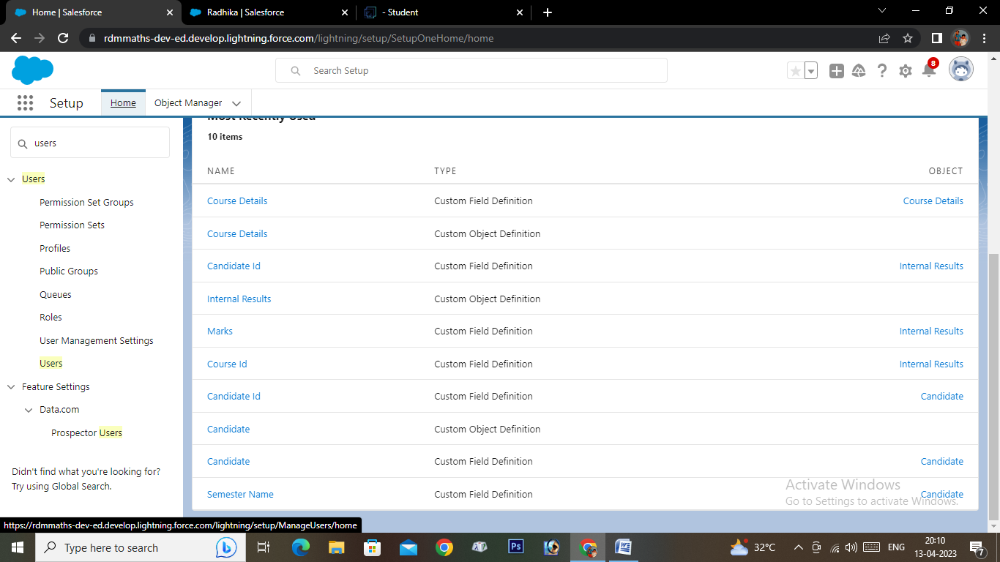 Home | Salesforce
Radhika | Salesforce
- Student
rdmmaths-dev-ed.develop.lightning.force.com/lightning/setup/SetupOneHome/home
Search Setup
8
Setup
Home
Object Manager
users
Users
Permission Set Groups
Permission Sets
Profiles
Public Groups
Queues
Roles
User Management Settings
Users
Feature Settings
Data.com
Prospector Users
Didn't find what you're looking for?
Try using Global Search.
Most Recently Used
10 items
NAME TYPE OBJECT
Course Details Custom Field Definition Course Details
Course Details Custom Object Definition
Candidate Id Custom Field Definition Internal Results
Internal Results Custom Object Definition
Marks Custom Field Definition Internal Results
Course Id Custom Field Definition Internal Results
Candidate Id Custom Field Definition Candidate
Candidate Custom Object Definition
Candidate Custom Field Definition Candidate
Semester Name Custom Field Definition Candidate
Activate Windows
Go to Settings to activate Windows.
https://rdmmaths-dev-ed.develop.lightning.force.com/lightning/setup/ManageUsers/home
Type here to search
Ps
W
32°C
ENG
20:10
13-04-2023
7